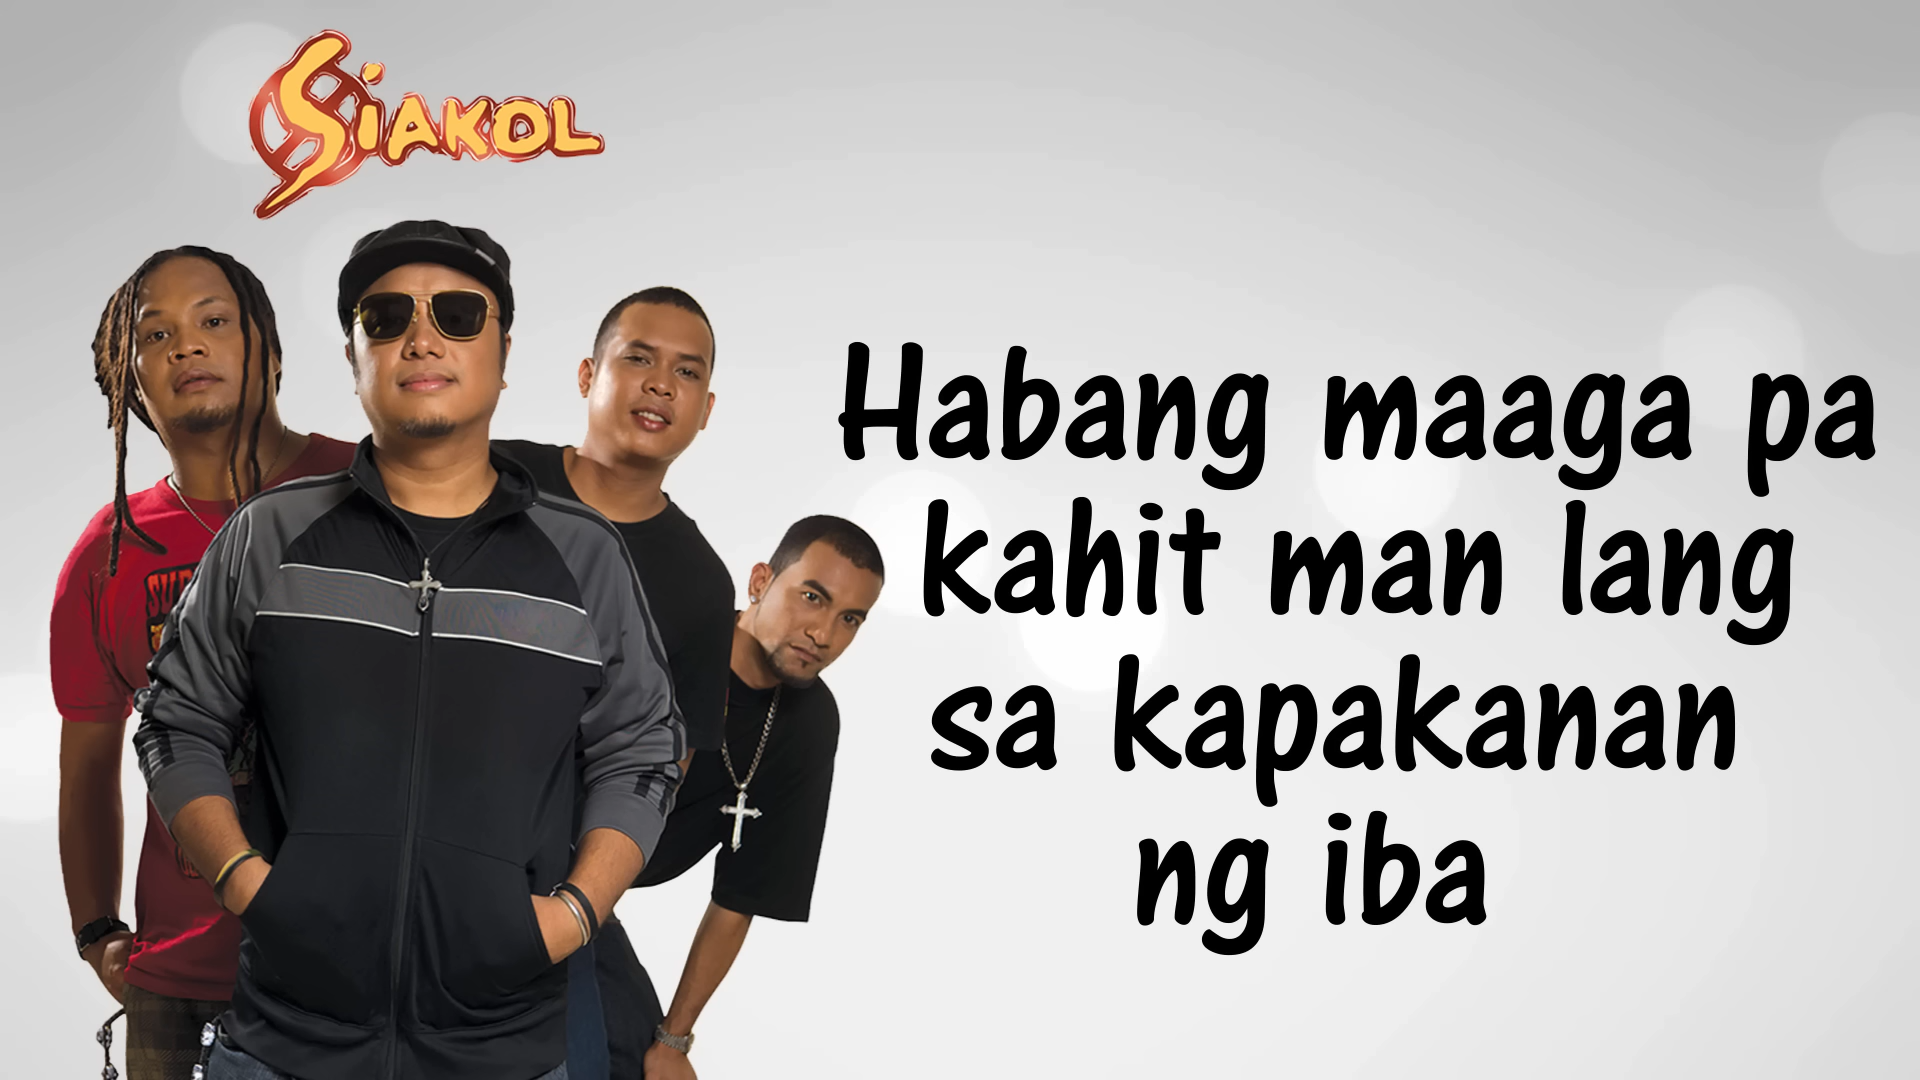 SIAKOL
Habang maaga pa
kahit man lang
sa kapakanan
ng iba